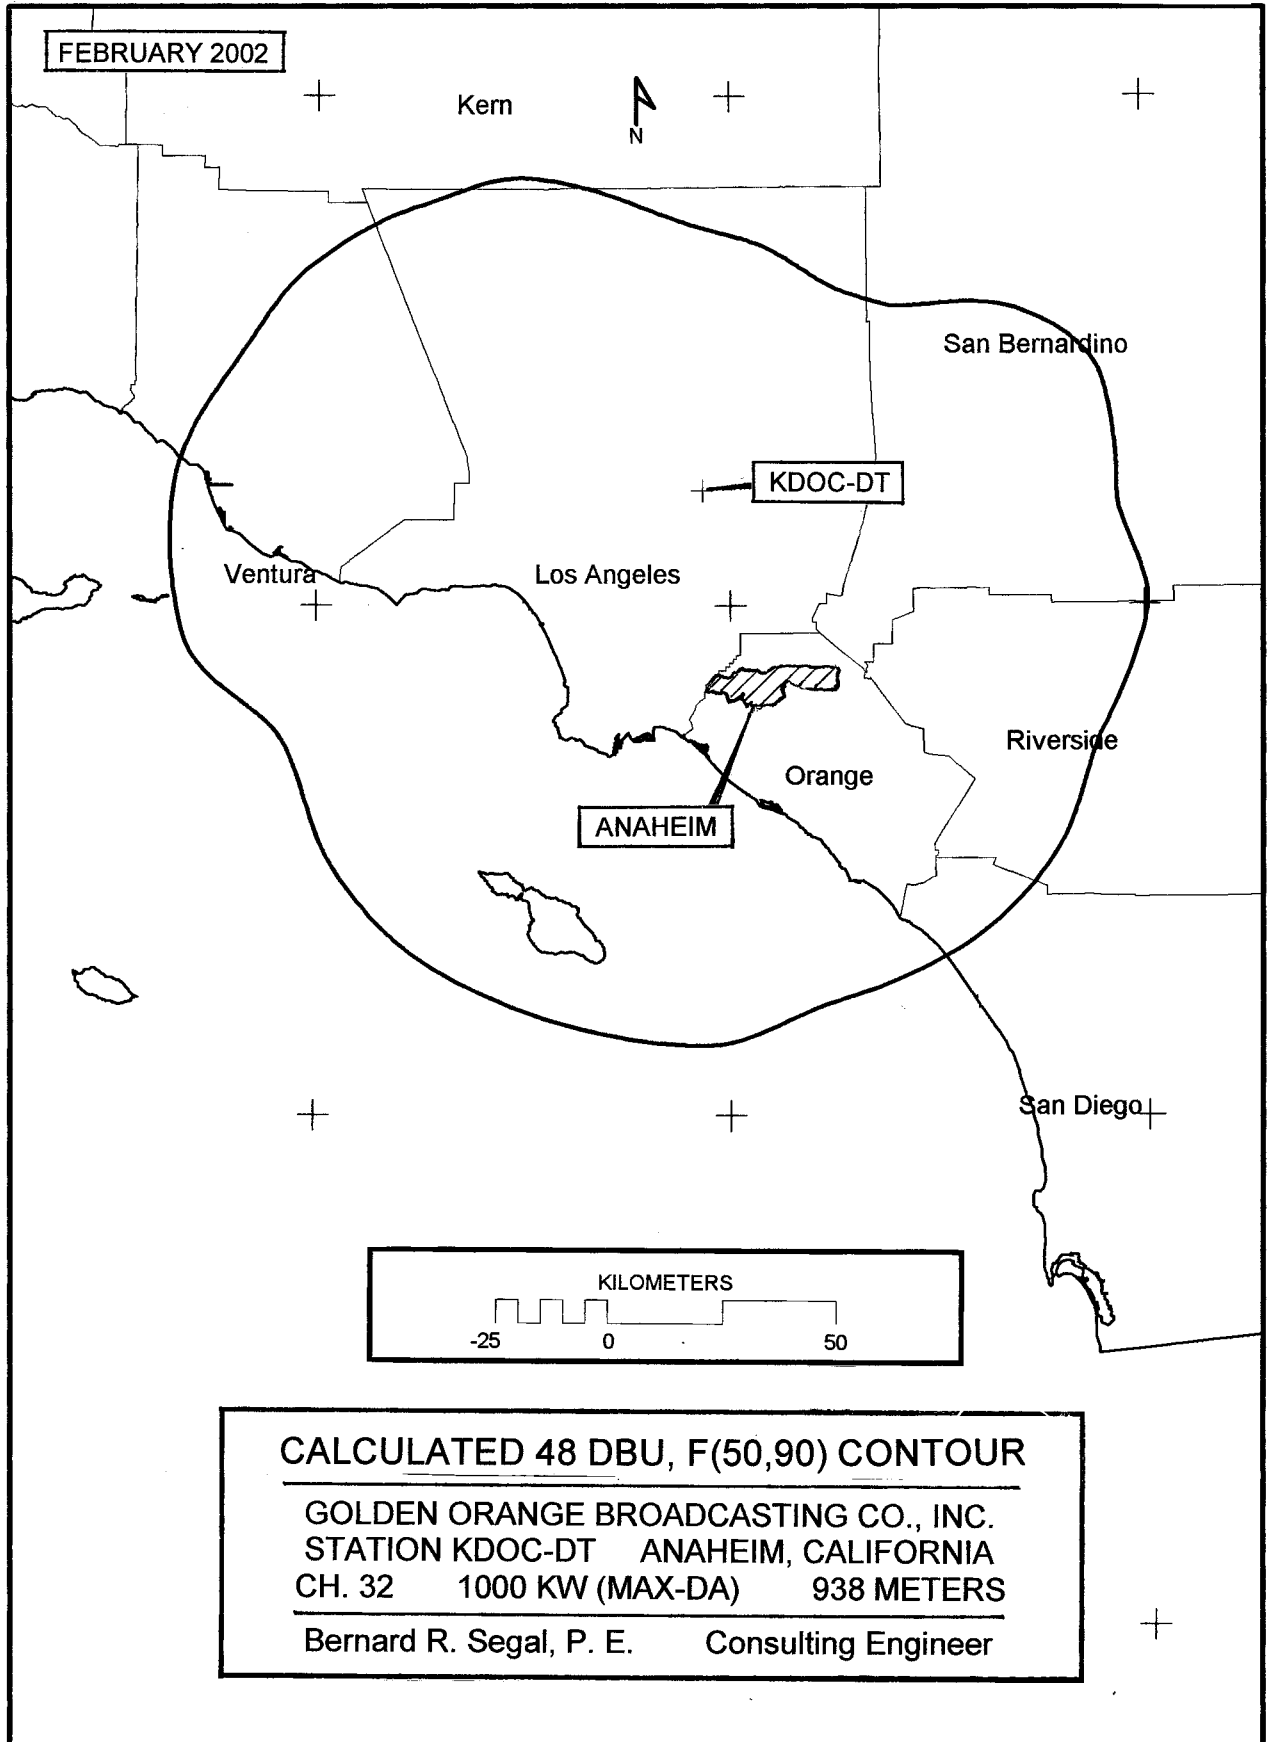 FEBRUARY 2002
Kern
N
San Bernardino
KDOC-DT
Ventura
Los Angeles
Riverside
Orange
ANAHEIM
San Diego
KILOMETERS
-25 0 50
CALCULATED 48 DBU, F(50,90) CONTOUR
GOLDEN ORANGE BROADCASTING CO., INC.
STATION KDOC-DT ANAHEIM, CALIFORNIA
CH. 32 1000 KW (MAX-DA) 938 METERS
Bernard R. Segal, P. E. Consulting Engineer